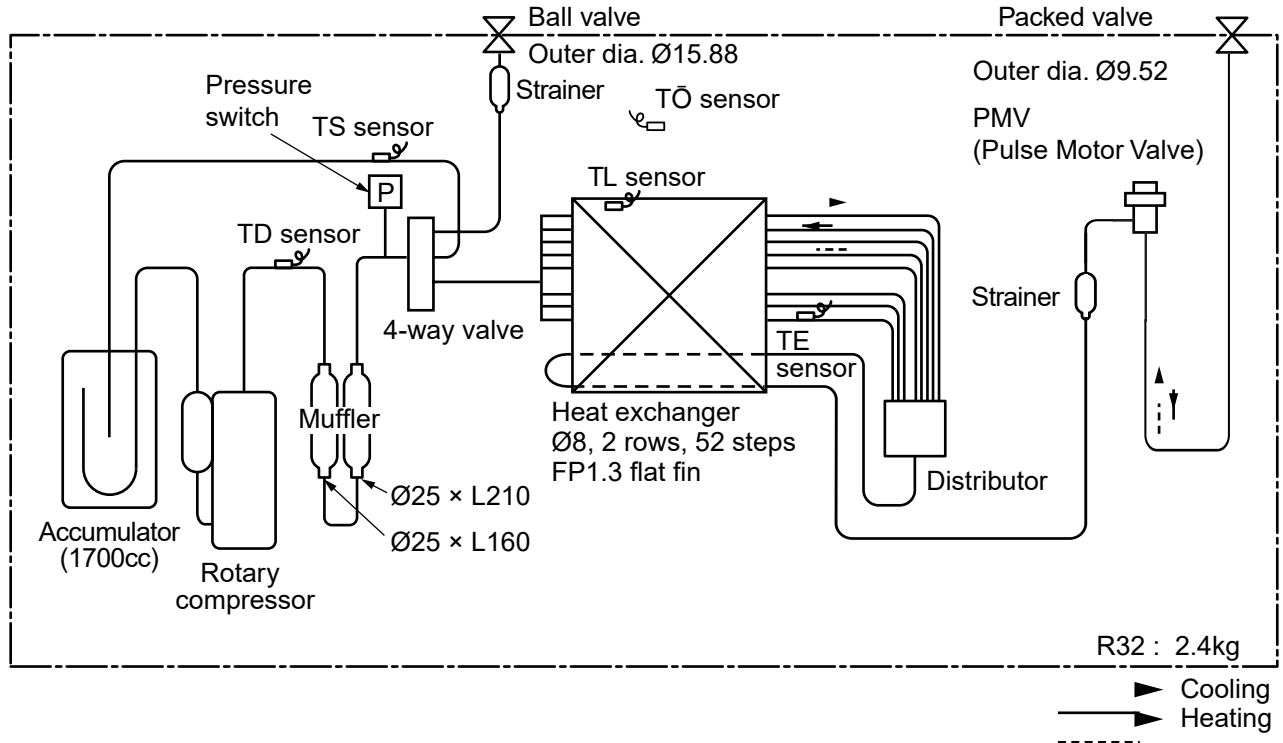 Ball valve
Packed valve
Outer dia. Ø15.88
Outer dia. Ø9.52
Pressure
switch
Strainer
TŌ sensor
PMV
(Pulse Motor Valve)
TS sensor
P
TL sensor
TD sensor
4-way valve
Strainer
TE
sensor
Muffler
Heat exchanger
Ø8, 2 rows, 52 steps
FP1.3 flat fin
Distributor
Ø25 × L210
Ø25 × L160
Accumulator
(1700cc)
Rotary
compressor
R32 : 2.4kg
Cooling
Heating